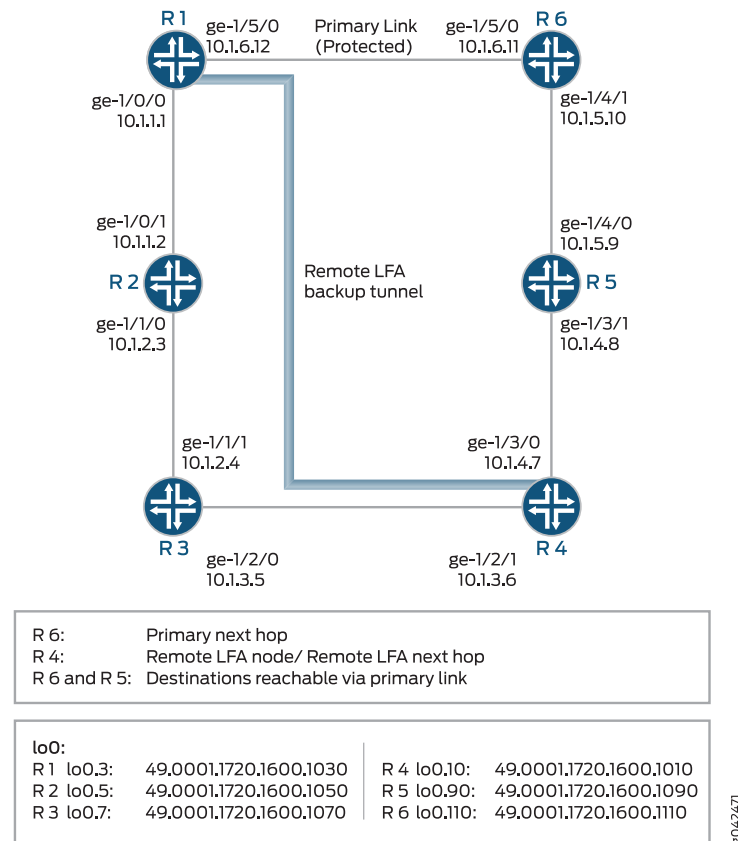 R 1
ge-1/5/0
10.1.6.12
Primary Link
(Protected)
ge-1/5/0
10.1.6.11
R 6
ge-1/0/0
10.1.1.1
ge-1/4/1
10.1.5.10
ge-1/0/1
10.1.1.2
ge-1/4/0
10.1.5.9
R 2
Remote LFA
backup tunnel
R 5
ge-1/1/0
10.1.2.3
ge-1/3/1
10.1.4.8
ge-1/1/1
10.1.2.4
ge-1/3/0
10.1.4.7
R 3
R 4
ge-1/2/0
10.1.3.5
ge-1/2/1
10.1.3.6
R 6: Primary next hop
R 4: Remote LFA node/ Remote LFA next hop
R 6 and R 5: Destinations reachable via primary link
lo0:
R 1 lo0.3: 49.0001.1720.1600.1030
R 2 lo0.5: 49.0001.1720.1600.1050
R 3 lo0.7: 49.0001.1720.1600.1070
R 4 lo0.10: 49.0001.1720.1600.1010
R 5 lo0.90: 49.0001.1720.1600.1090
R 6 lo0.110: 49.0001.1720.1600.1110